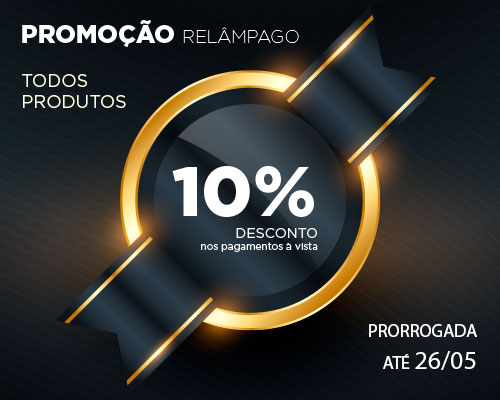 PROMOÇÃO RELÂMPAGO
TODOS
PRODUTOS
10%
DESCONTO
nos pagamentos à vista
PRORROGADA
ATÉ 26/05